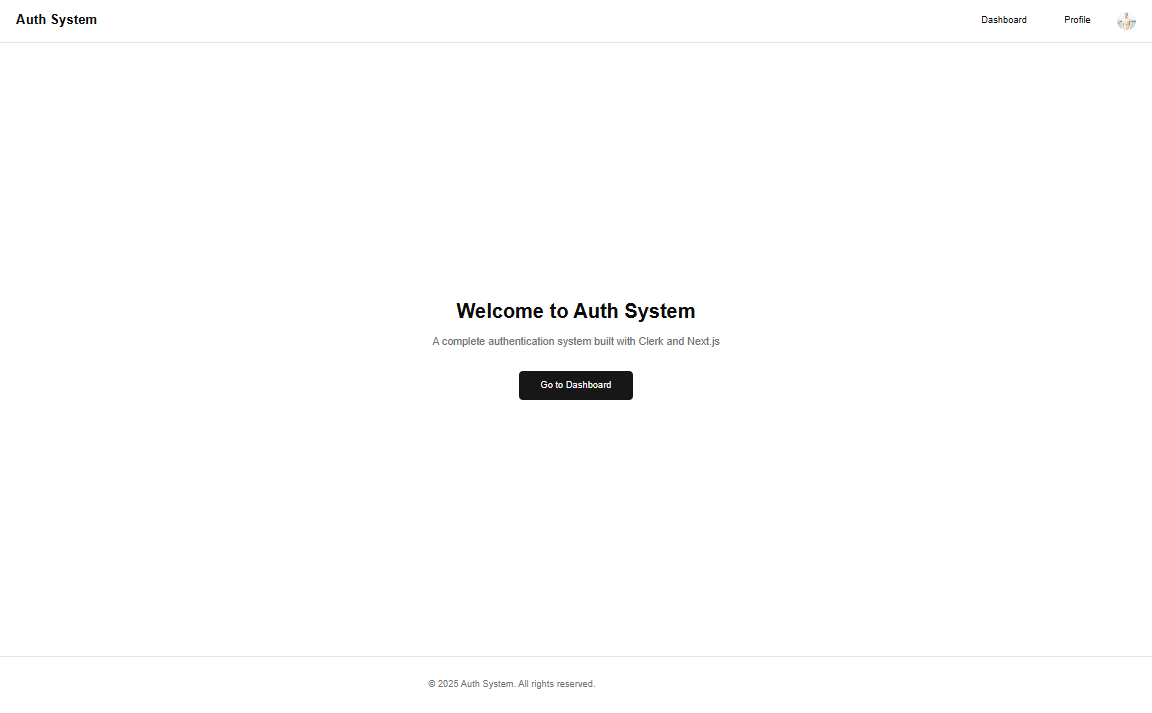 Auth System
Dashboard
Profile
Welcome to Auth System
A complete authentication system built with Clerk and Next.js
Go to Dashboard
© 2025 Auth System. All rights reserved.